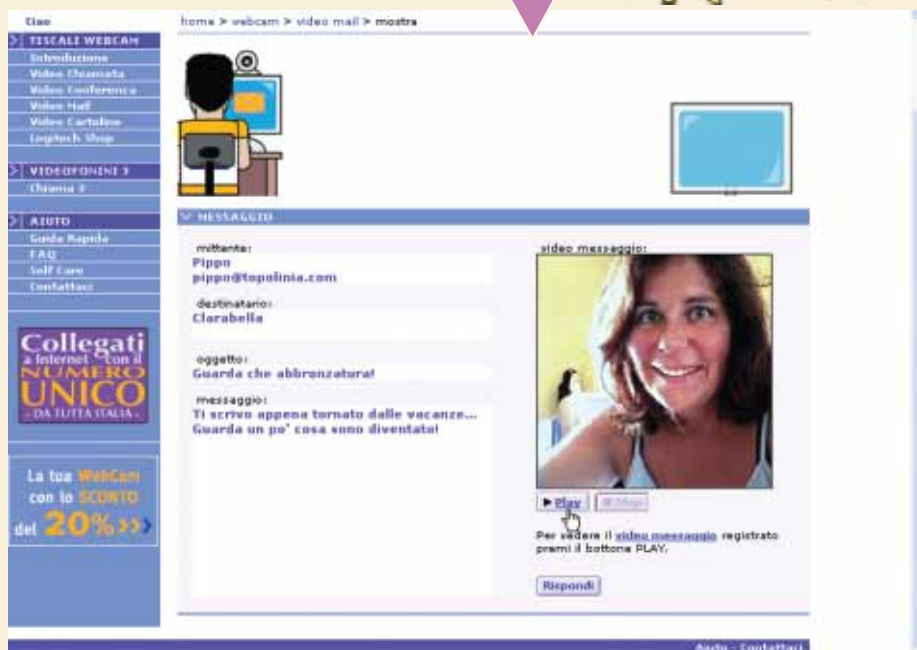 Ciao
home > webcam > video mail > mostra
TISCALI WEBCAM
Introduzione
Video Chiamata
Video Conferenza
Video Mail
Video Cartoline
Logitech Shop
VIDEOFONINI 3
Chiama 3
AIUTO
Guida Rapida
FAQ
Self Care
Contattaci
Collegati
a Internet con il
NUMERO
UNICO
- DA TUTTA ITALIA -
La tua WebCam
con lo SCONTO
del 20% >>>
MESSAGGIO
mittente:
Pippo
pippo@topolinia.com
destinatario:
Clarabella
oggetto:
Guarda che abbronzatura!
messaggio:
Ti scrivo appena tornato dalle vacanze...
Guarda un po' cosa sono diventato!
video messaggio:
Play Stop
Per vedere il video messaggio registrato
premi il bottone PLAY.
Rispondi
Aiuto - Contattaci